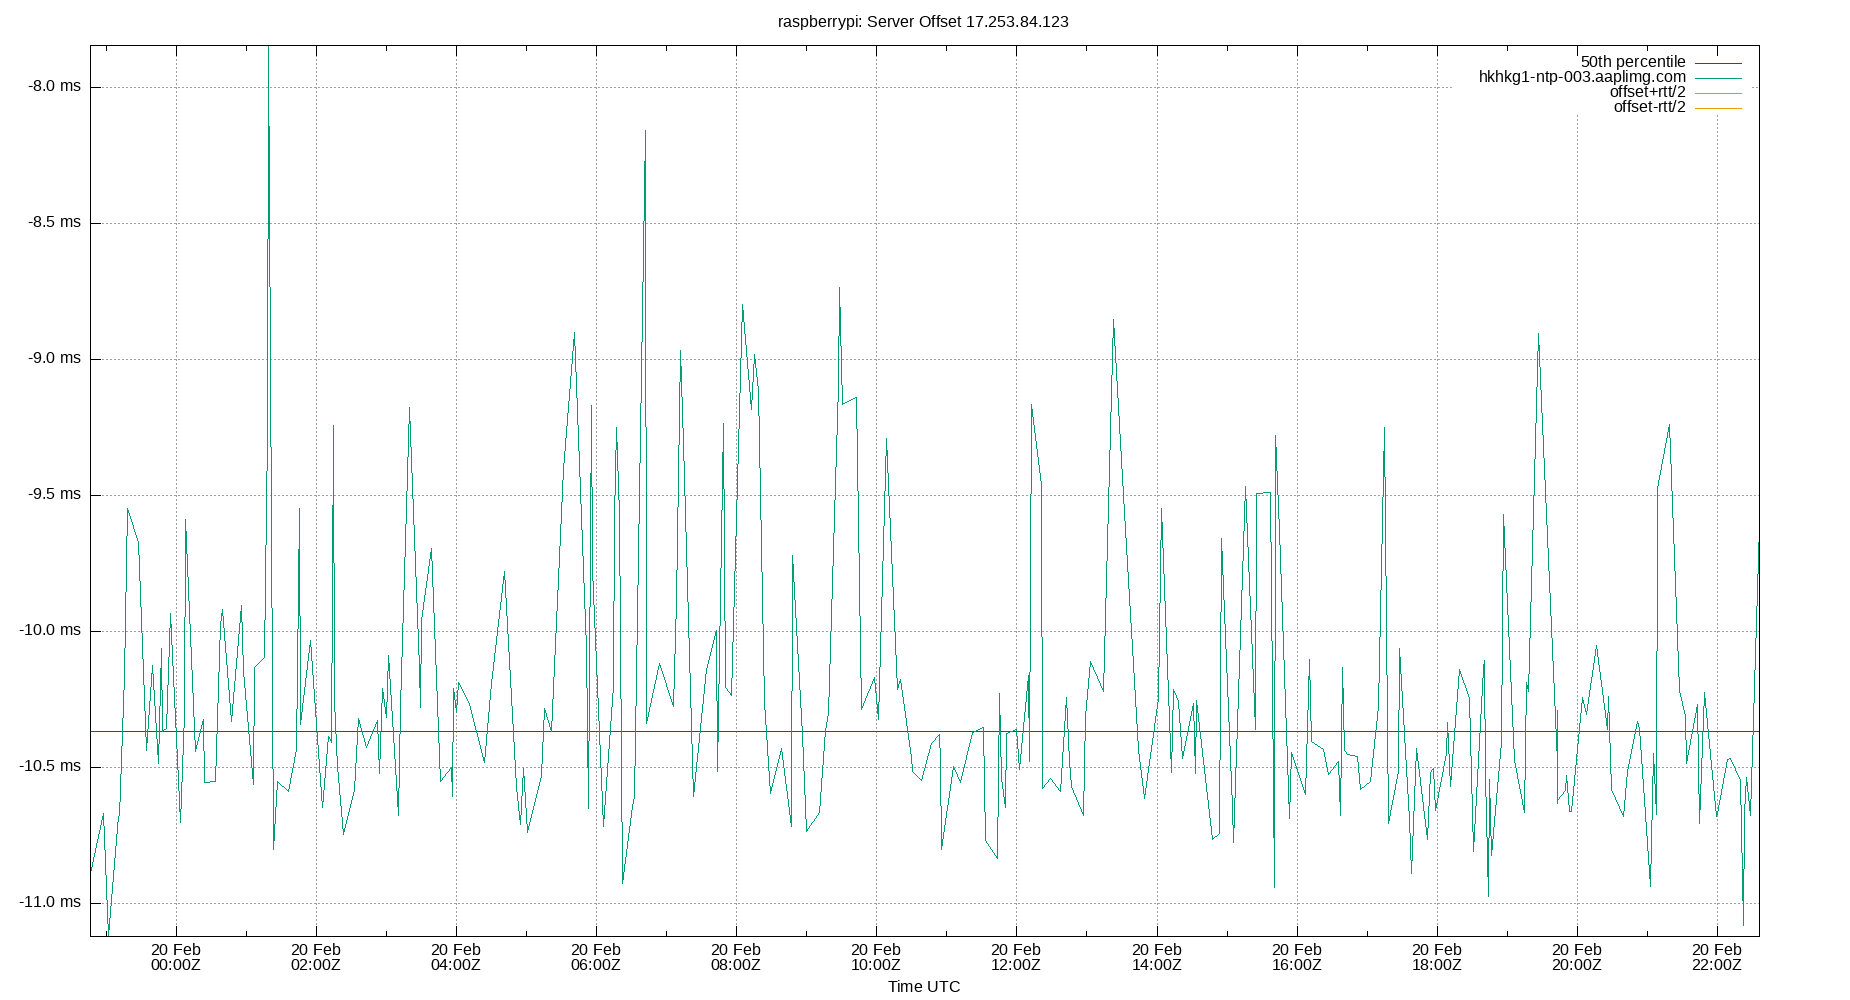 raspberrypi: Server Offset 17.253.84.123
50th percentile
hkhkg1-ntp-003.aaplimg.com
offset+rtt/2
offset-rtt/2
-8.0 ms
-8.5 ms
-9.0 ms
-9.5 ms
-10.0 ms
-10.5 ms
-11.0 ms
20 Feb 20 Feb 20 Feb 20 Feb 20 Feb 20 Feb 20 Feb 20 Feb 20 Feb 20 Feb 20 Feb 20 Feb
00:00Z 02:00Z 04:00Z 06:00Z 08:00Z 10:00Z 12:00Z 14:00Z 16:00Z 18:00Z 20:00Z 22:00Z
Time UTC